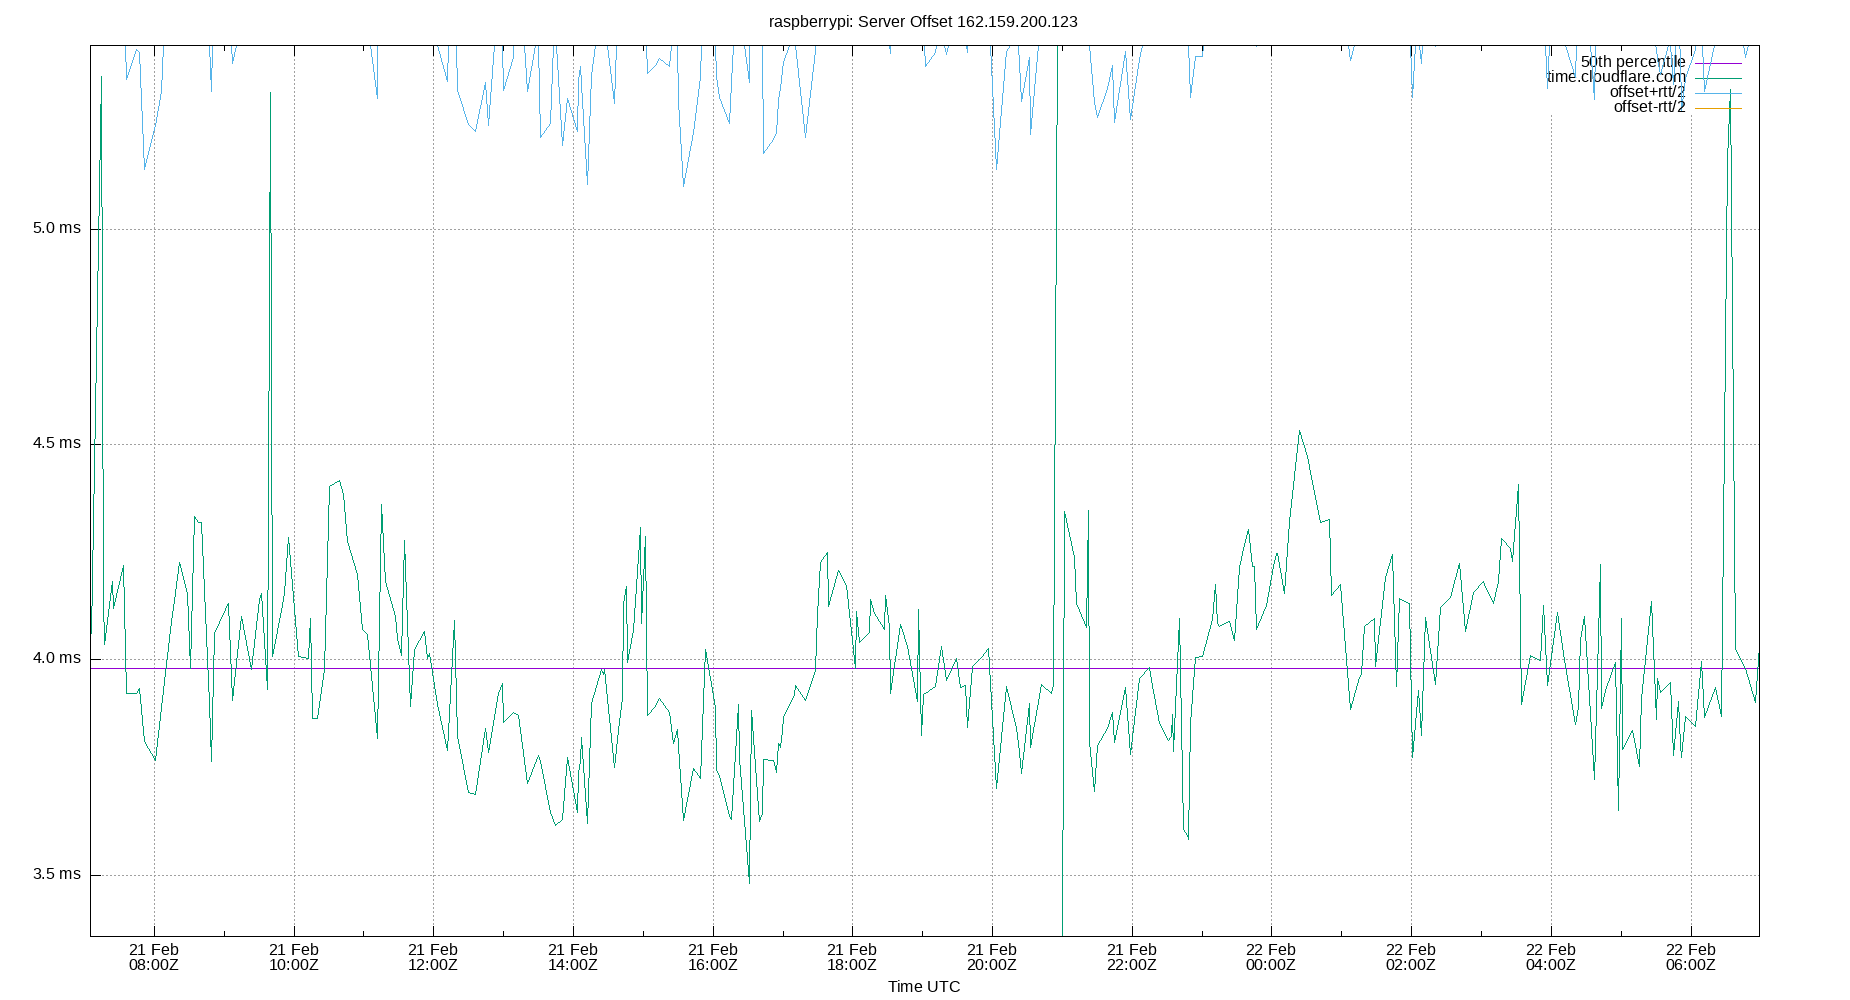 raspberrypi: Server Offset 162.159.200.123
50th percentile
time.cloudflare.com
offset+rtt/2
offset-rtt/2
5.0 ms
4.5 ms
4.0 ms
3.5 ms
21 Feb 21 Feb 21 Feb 21 Feb 21 Feb 21 Feb 21 Feb 21 Feb 22 Feb 22 Feb 22 Feb 22 Feb
08:00Z 10:00Z 12:00Z 14:00Z 16:00Z 18:00Z 20:00Z 22:00Z 00:00Z 02:00Z 04:00Z 06:00Z
Time UTC